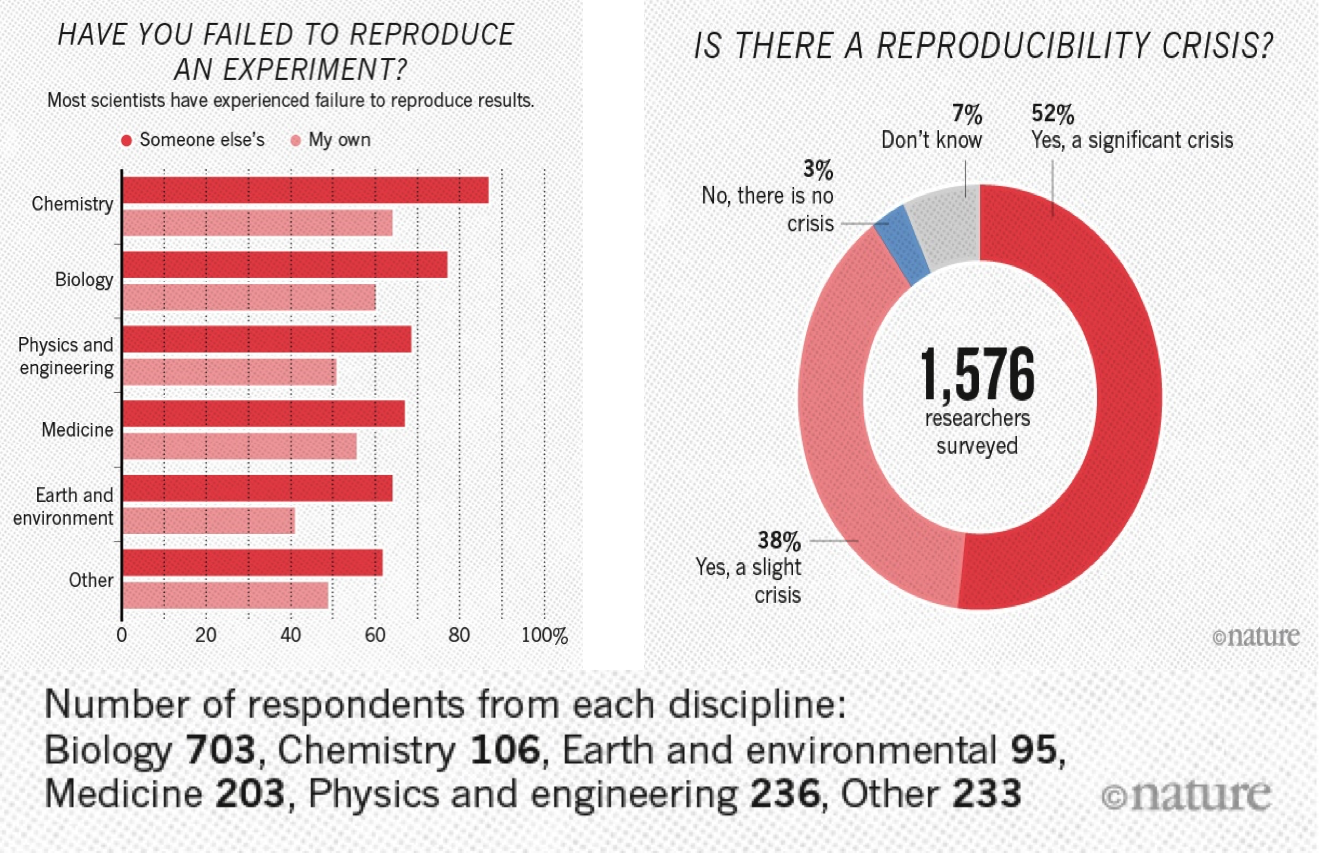 HAVE YOU FAILED TO REPRODUCE
AN EXPERIMENT?
Most scientists have experienced failure to reproduce results.
Someone else's
My own
Chemistry
Biology
Physics and
engineering
Medicine
Earth and
environment
Other
0 20 40 60 80 100%
IS THERE A REPRODUCIBILITY CRISIS?
7%
Don't know
52%
Yes, a significant crisis
3%
No, there is no
crisis
1,576
researchers
surveyed
38%
Yes, a slight
crisis
©nature
Number of respondents from each discipline:
Biology 703, Chemistry 106, Earth and environmental 95,
Medicine 203, Physics and engineering 236, Other 233
©nature